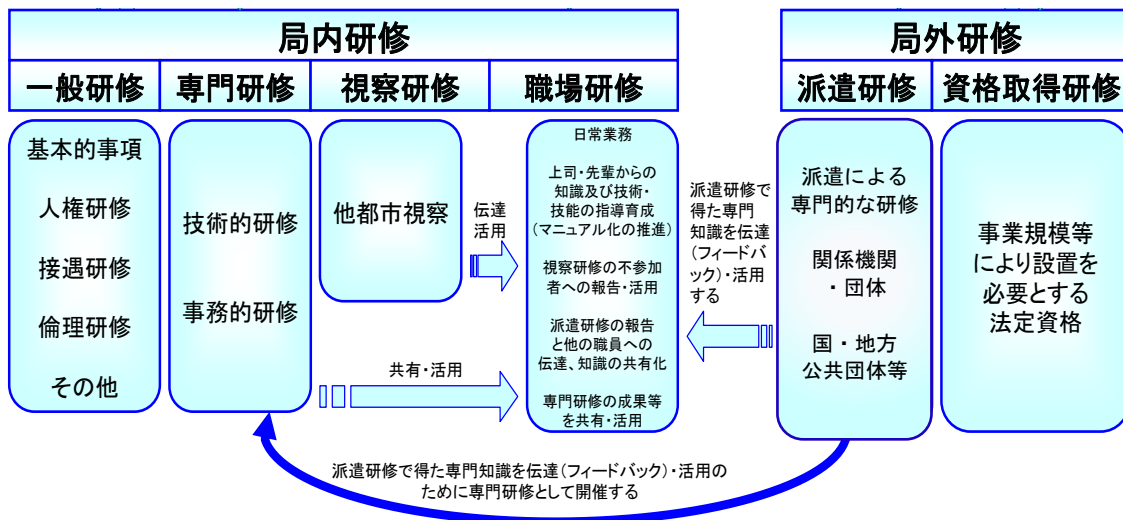 局内研修
局外研修
一般研修
専門研修
視察研修
職場研修
派遣研修
資格取得研修
基本的事項
人権研修
接遇研修
倫理研修
その他
技術的研修
事務的研修
他都市視察
伝達
活用
共有・活用
日常業務
上司・先輩からの
知識及び技術・
技能の指導育成
(マニュアル化の推進)
視察研修の不参加
者への報告・活用
派遣研修の報告
と他の職員への
伝達、知識の共有化
専門研修の成果等
を共有・活用
派遣研修で
得た専門
知識を伝達
(フィードバ
ック)・活用
する
派遣による
専門的な研修
関係機関
・団体
国・地方
公共団体等
事業規模等
により設置を
必要とする
法定資格
派遣研修で得た専門知識を伝達(フィードバック)・活用の
ために専門研修として開催する